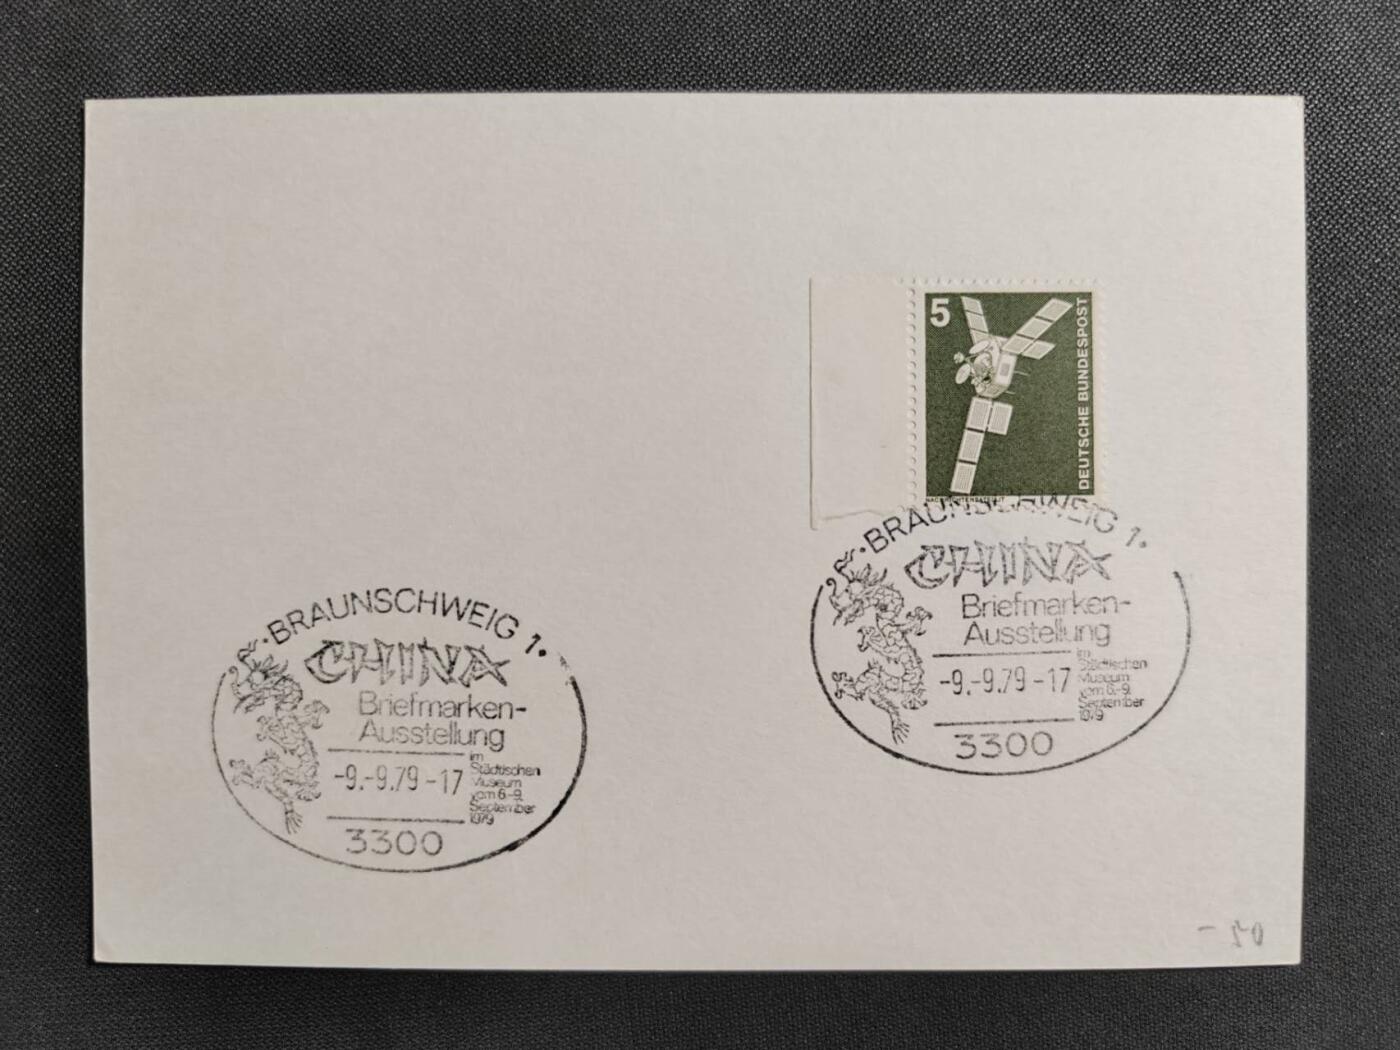 5
DEUTSCHE BUNDESPOST
NACHRICHTENSATELLIT
·BRAUNSCHWEIG 1·
CHINA
Briefmarken-
Ausstellung
-9.-9.79-17
im
Städtischen
Museum
vom 6.-9.
September
1979
3300
·BRAUNSCHWEIG 1·
CHINA
Briefmarken-
Ausstellung
-9.-9.79-17
im
Städtischen
Museum
vom 6.-9.
September
1979
3300
-50